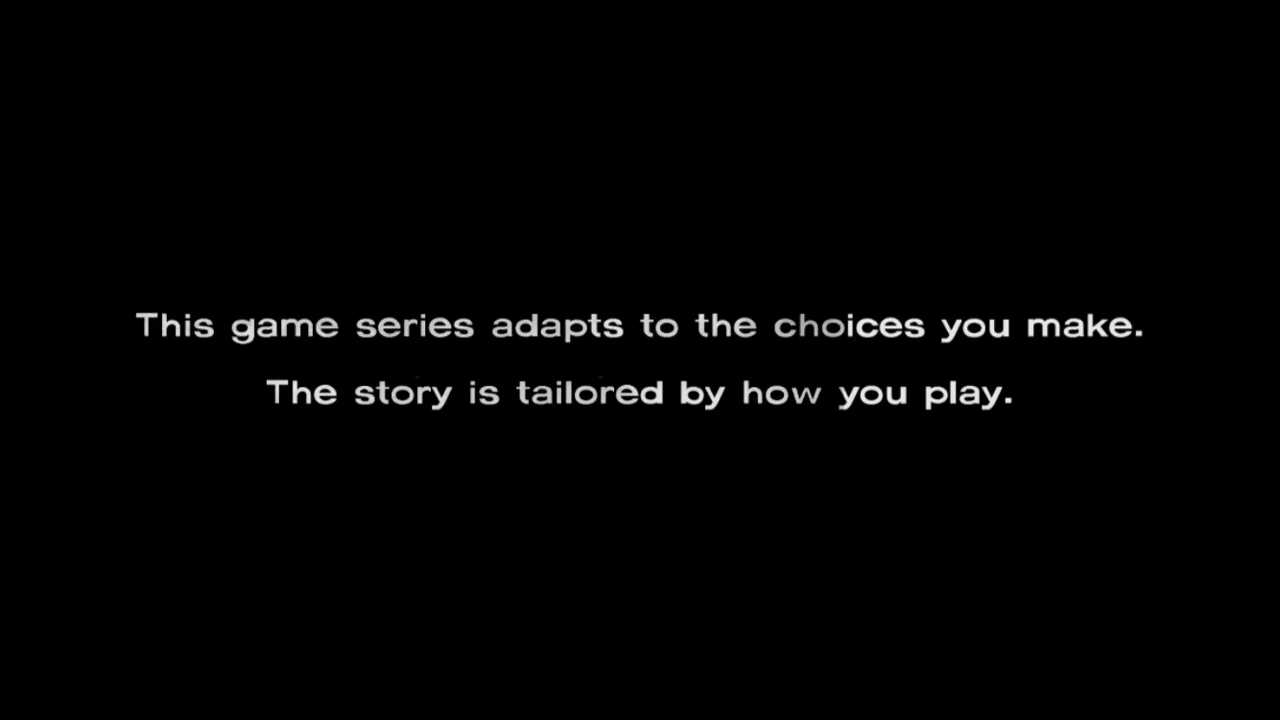 This game series adapts to the choices you make.
The story is tailored by how you play.